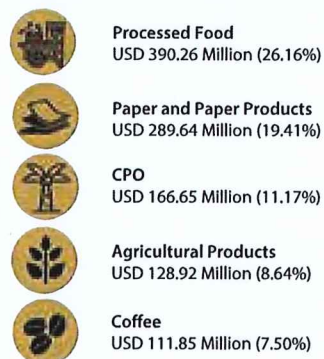 Processed Food
USD 390.26 Million (26.16%)
Paper and Paper Products
USD 289.64 Million (19.41%)
CPO
USD 166.65 Million (11.17%)
Agricultural Products
USD 128.92 Million (8.64%)
Coffee
USD 111.85 Million (7.50%)